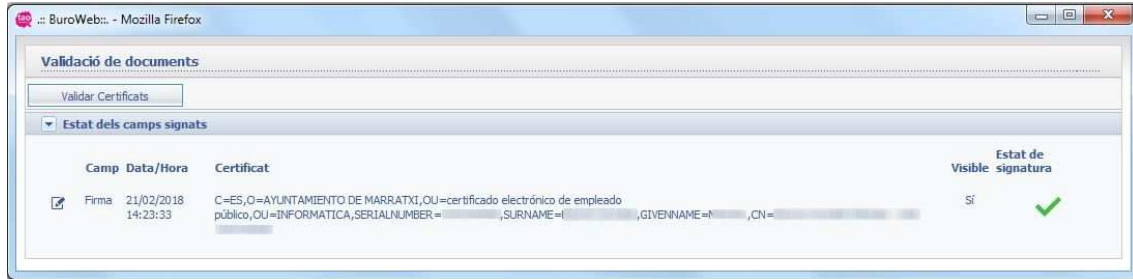 tao .:: BuroWeb::. - Mozilla Firefox
Validació de documents
Validar Certificats
Estat dels camps signats
Camp Data/Hora Certificat Visible Estat de signatura
Firma 21/02/2018 14:23:33
C=ES,O=AYUNTAMIENTO DE MARRATXI,OU=certificado electrónico de empleado
público,OU=INFORMATICA,SERIALNUMBER= ,SURNAME= ,GIVENNAME= ,CN=
Sí